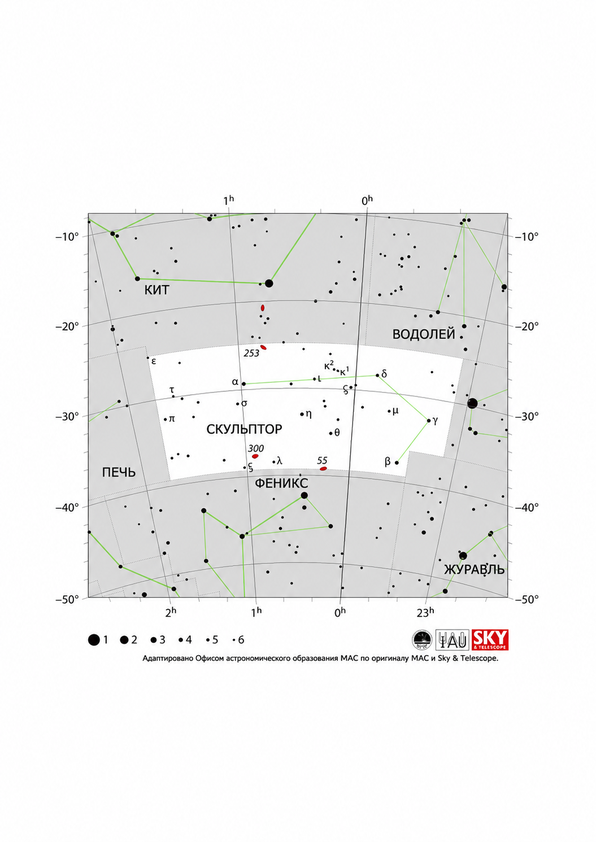 1ʰ 0ʰ
−10° −10°
КИТ
−20° −20°
ВОДОЛЕЙ
253
ε
κ² κ¹
δ
α ι
ς
τ
σ
μ
−30° −30°
π
η
γ
СКУЛЬПТОР
θ
300
β
ς λ 55
ПЕЧЬ
ФЕНИКС
−40° −40°
ЖУРАВЛЬ
−50° −50°
2ʰ 1ʰ 0ʰ 23ʰ
1 2 3 4 5 6
IAU
SKY
& TELESCOPE
Адаптировано Офисом астрономического образования МАС по оригиналу МАС и Sky & Telescope.